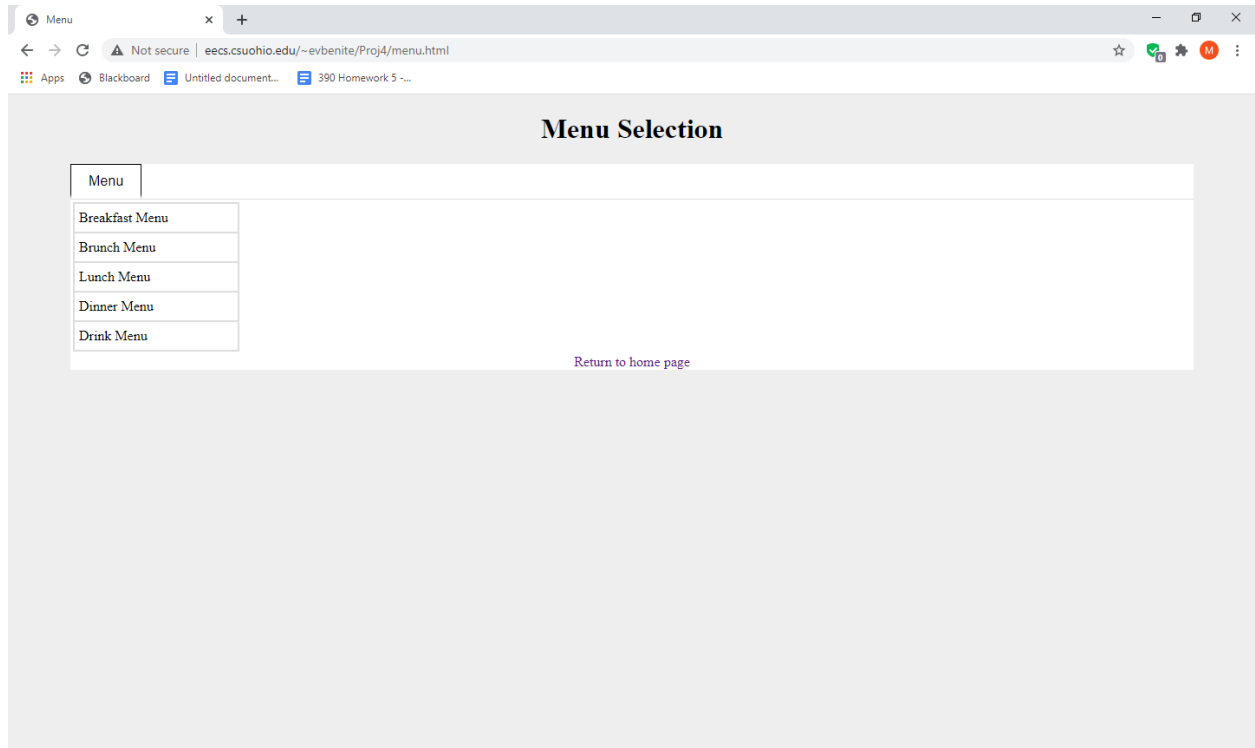 Menu
Not secure | eecs.csuohio.edu/~evbenite/Proj4/menu.html
0
M
Apps Blackboard Untitled document... 390 Homework 5 -...
Menu Selection
Menu
Breakfast Menu
Brunch Menu
Lunch Menu
Dinner Menu
Drink Menu
Return to home page